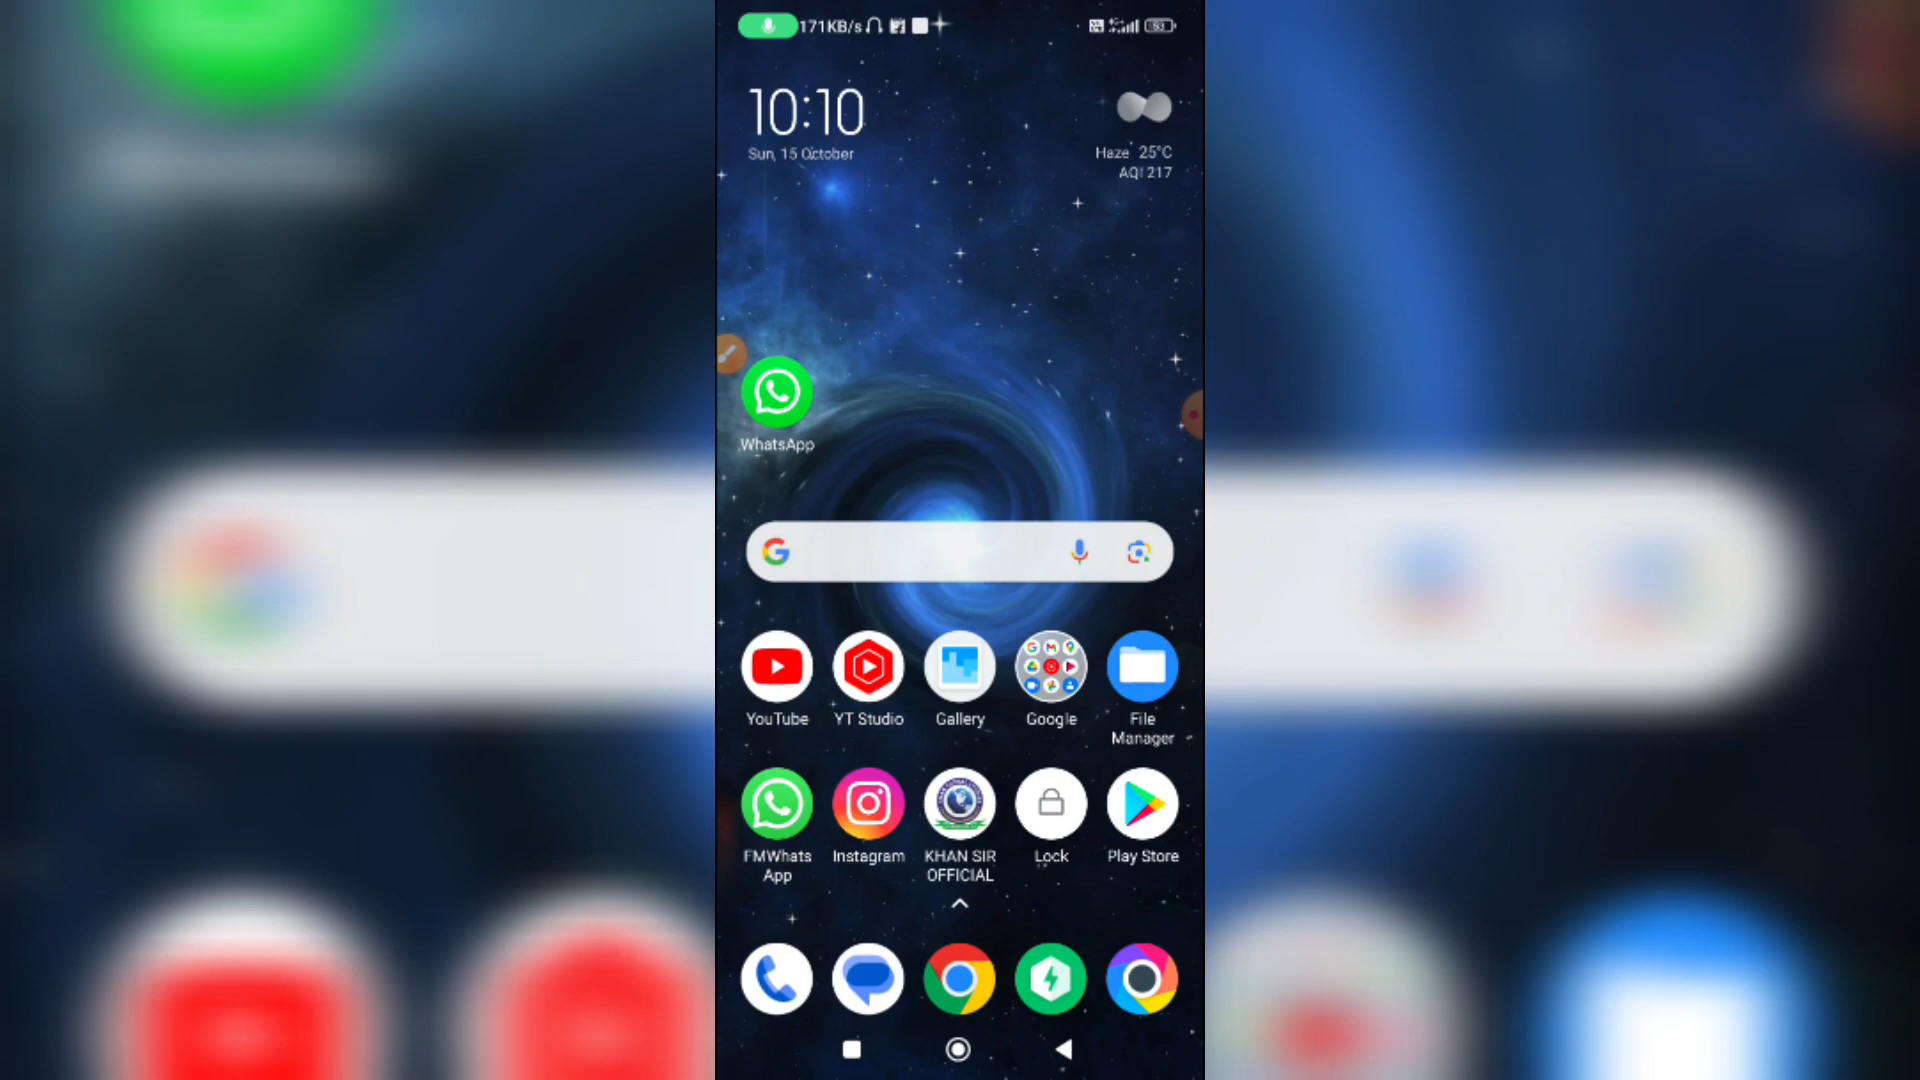 171KB/s
53
10:10
Sun, 15 October
Haze 25°C
AQI 217
WhatsApp
YouTube
YT Studio
Gallery
Google
File
Manager
FMWhats
App
Instagram
KHAN SIR
OFFICIAL
Lock
Play Store